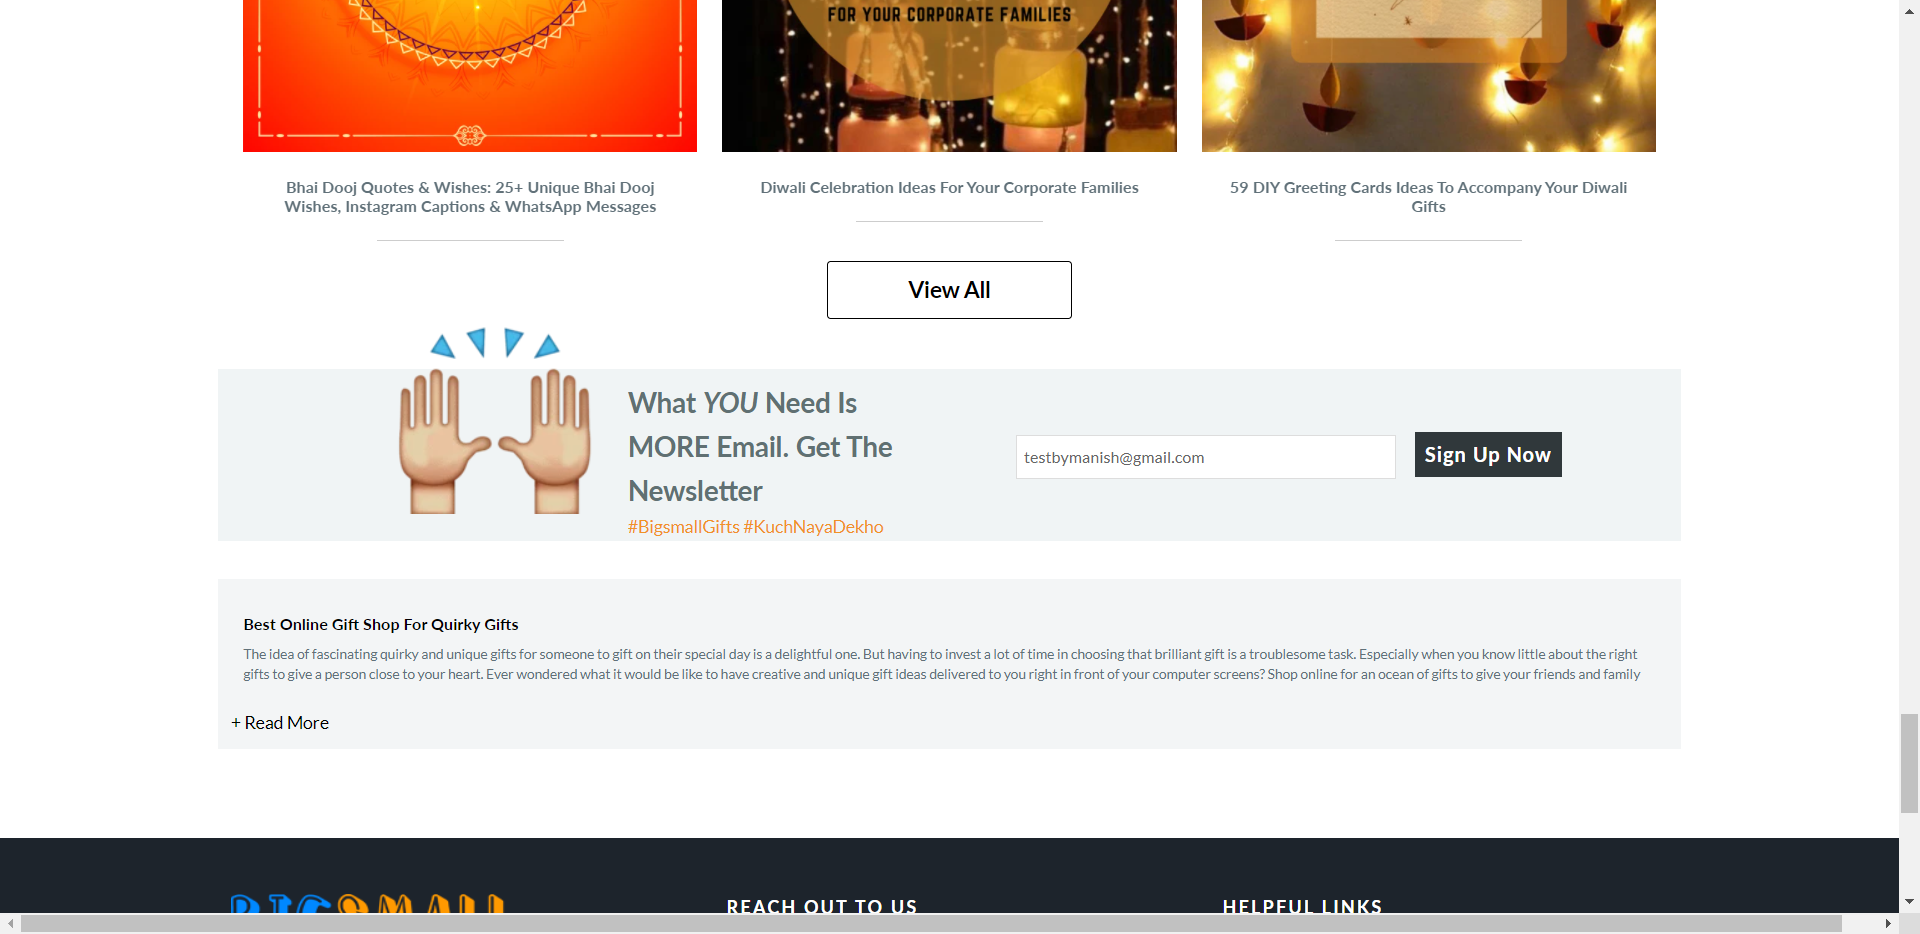 FOR YOUR CORPORATE FAMILIES
Bhai Dooj Quotes & Wishes: 25+ Unique Bhai Dooj
Wishes, Instagram Captions & WhatsApp Messages
Diwali Celebration Ideas For Your Corporate Families
59 DIY Greeting Cards Ideas To Accompany Your Diwali
Gifts
View All
What YOU Need Is
MORE Email. Get The
Newsletter
#BigsmallGifts #KuchNayaDekho
testbymanish@gmail.com
Sign Up Now
Best Online Gift Shop For Quirky Gifts
The idea of fascinating quirky and unique gifts for someone to gift on their special day is a delightful one. But having to invest a lot of time in choosing that brilliant gift is a troublesome task. Especially when you know little about the right
gifts to give a person close to your heart. Ever wondered what it would be like to have creative and unique gift ideas delivered to you right in front of your computer screens? Shop online for an ocean of gifts to give your friends and family
+ Read More
BIGSMALL
REACH OUT TO US
HELPFUL LINKS